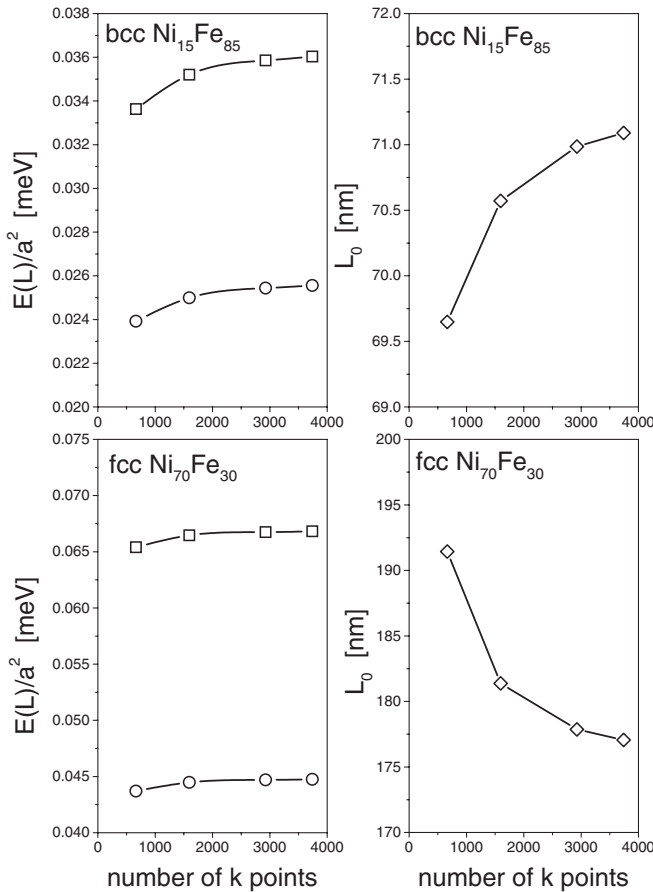 bcc Ni15Fe85
E(L)/a2 [meV]
0.038
0.036
0.034
0.032
0.030
0.028
0.026
0.024
0.022
0.020
0 1000 2000 3000 4000
bcc Ni15Fe85
L0 [nm]
72.0
71.5
71.0
70.5
70.0
69.5
69.0
0 1000 2000 3000 4000
fcc Ni70Fe30
E(L)/a2 [meV]
0.075
0.070
0.065
0.060
0.055
0.050
0.045
0.040
0 1000 2000 3000 4000
number of k points
fcc Ni70Fe30
L0 [nm]
200
195
190
185
180
175
170
0 1000 2000 3000 4000
number of k points